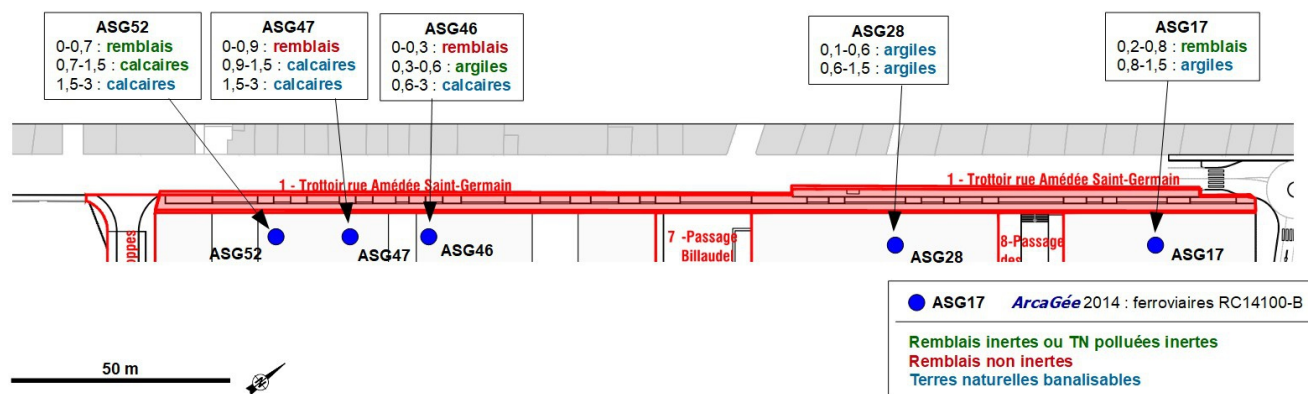 ASG52
0-0,7 : remblais
0,7-1,5 : calcaires
1,5-3 : calcaires
ASG47
0-0,9 : remblais
0,9-1,5 : calcaires
1,5-3 : calcaires
ASG46
0-0,3 : remblais
0,3-0,6 : argiles
0,6-3 : calcaires
ASG28
0,1-0,6 : argiles
0,6-1,5 : argiles
ASG17
0,2-0,8 : remblais
0,8-1,5 : argiles
1 - Trottoir rue Amédée Saint-Germain
1 - Trottoir rue Amédée Saint-Germain
ASG52
ASG47
ASG46
7 -Passage
Billaudel
ASG28
8-Passage
des
ASG17
ASG17 ArcaGée 2014 : ferroviaires RC14100-B
Remblais inertes ou TN polluées inertes
Remblais non inertes
Terres naturelles banalisables
50 m
N